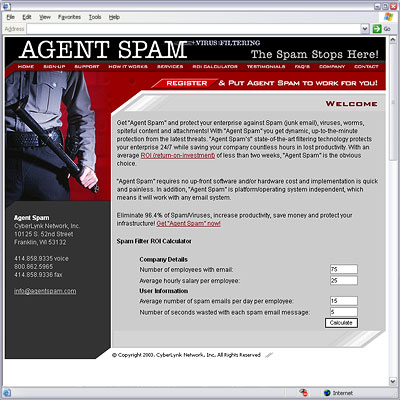 File Edit View Favorites Tools Help
Address
Go
AGENT SPAM + VIRUS FILTERING
The Spam Stops Here!
HOME SIGN-UP SUPPORT HOW IT WORKS SERVICES ROI CALCULATOR TESTIMONIALS FAQ'S COMPANY CONTACT
REGISTER & PUT AGENT SPAM TO WORK FOR YOU!
WELCOME
Get "Agent Spam" and protect your enterprise against Spam (junk email), viruses, worms,
spiteful content and attachments! With "Agent Spam" you get dynamic, up-to-the-minute
protection from the latest threats. "Agent Spam's" state-of-the-art filtering technology protects
your enterprise 24/7 while saving your company countless hours in lost productivity. With
an average ROI (return-on-investment) of less than two weeks, "Agent Spam" is the obvious
choice.
"Agent Spam" requires no up-front software and/or hardware cost and implementation is quick
and painless. In addition, "Agent Spam" is platform/operating system independent, which
means it will work with any email system.
Eliminate 96.4% of Spam/Viruses, increase productivity, save money and protect your
infrastructure! Get "Agent Spam" now!
Agent Spam
CyberLynk Network, Inc.
10125 S. 52nd Street
Franklin, WI 53132
414.858.9335 voice
800.862.5965
414.858.9336 fax
info@agentspam.com
Spam Filter ROI Calculator
Company Details
Number of employees with email: 75
Average hourly salary per employee: 25
User Information
Average number of spam emails per day per employee: 15
Number of seconds wasted with each spam email message: 5
Calculate
© Copyright 2003. CyberLynk Network, Inc. All Rights Reserved
Internet